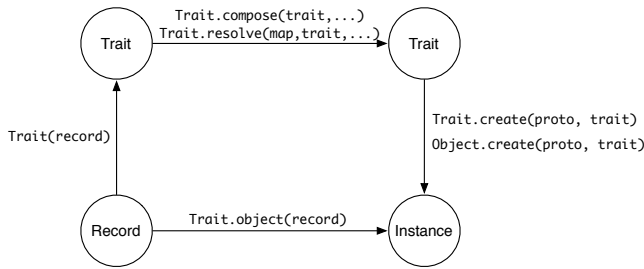 Trait.compose(trait,...)
Trait.resolve(map,trait,...)
Trait
Trait
Trait(record)
Trait.create(proto, trait)
Object.create(proto, trait)
Trait.object(record)
Record
Instance